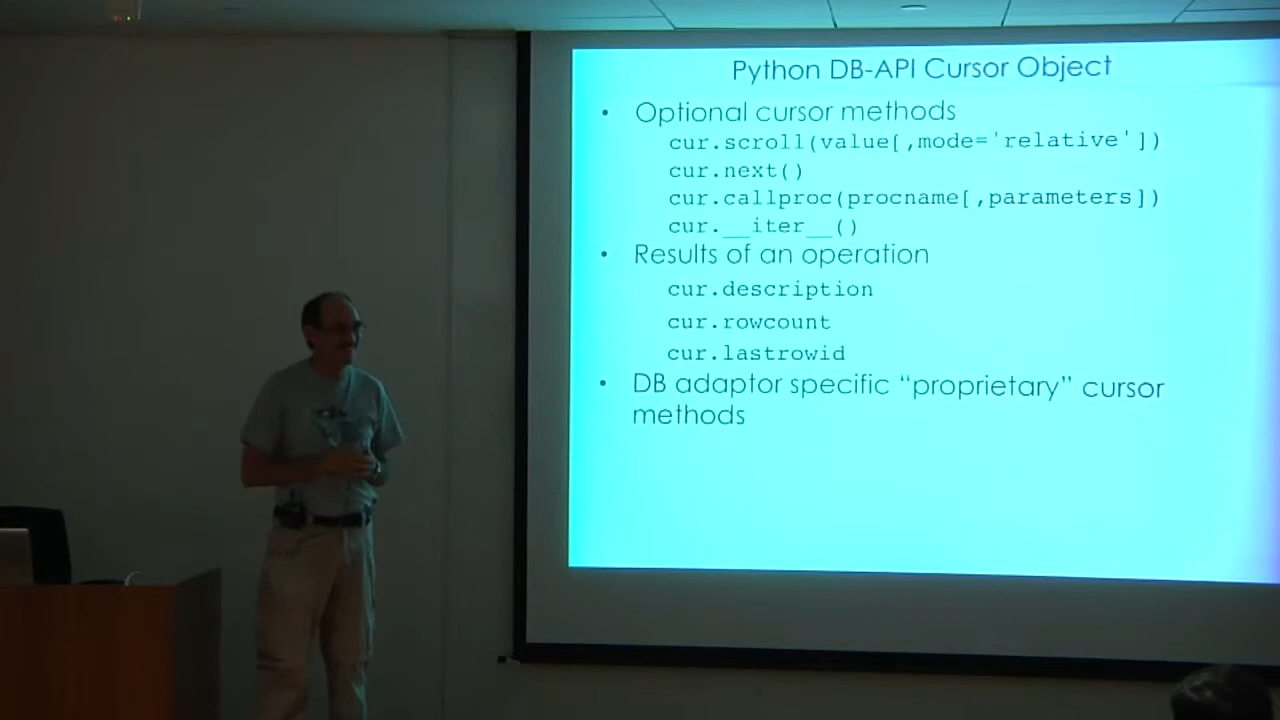 Python DB-API Cursor Object
• Optional cursor methods
cur.scroll(value[,mode='relative'])
cur.next()
cur.callproc(procname[,parameters])
cur.__iter__()
• Results of an operation
cur.description
cur.rowcount
cur.lastrowid
• DB adaptor specific “proprietary” cursor
methods